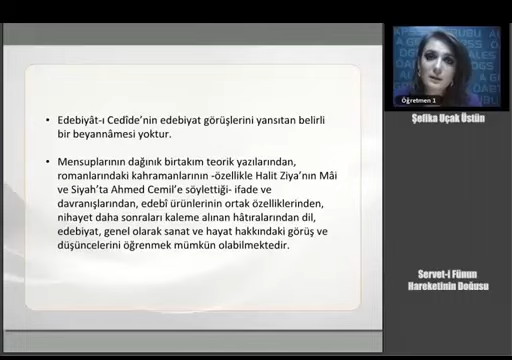 • Edebiyât-ı Cedîde’nin edebiyat görüşlerini yansıtan belirli
bir beyannâmesi yoktur.
• Mensuplarının dağınık birtakım teorik yazılarından,
romanlarındaki kahramanlarının -özellikle Halit Ziya’nın Mâi
ve Siyah’ta Ahmed Cemil’e söylettiği- ifade ve
davranışlarından, edebî ürünlerinin ortak özelliklerinden,
nihayet daha sonraları kaleme alınan hâtıralarından dil,
edebiyat, genel olarak sanat ve hayat hakkındaki görüş ve
düşüncelerini öğrenmek mümkün olabilmektedir.
Öğretmen 1
Şefika Uçak Üstün
Servet-i Fünun
Hareketinin Doğusu